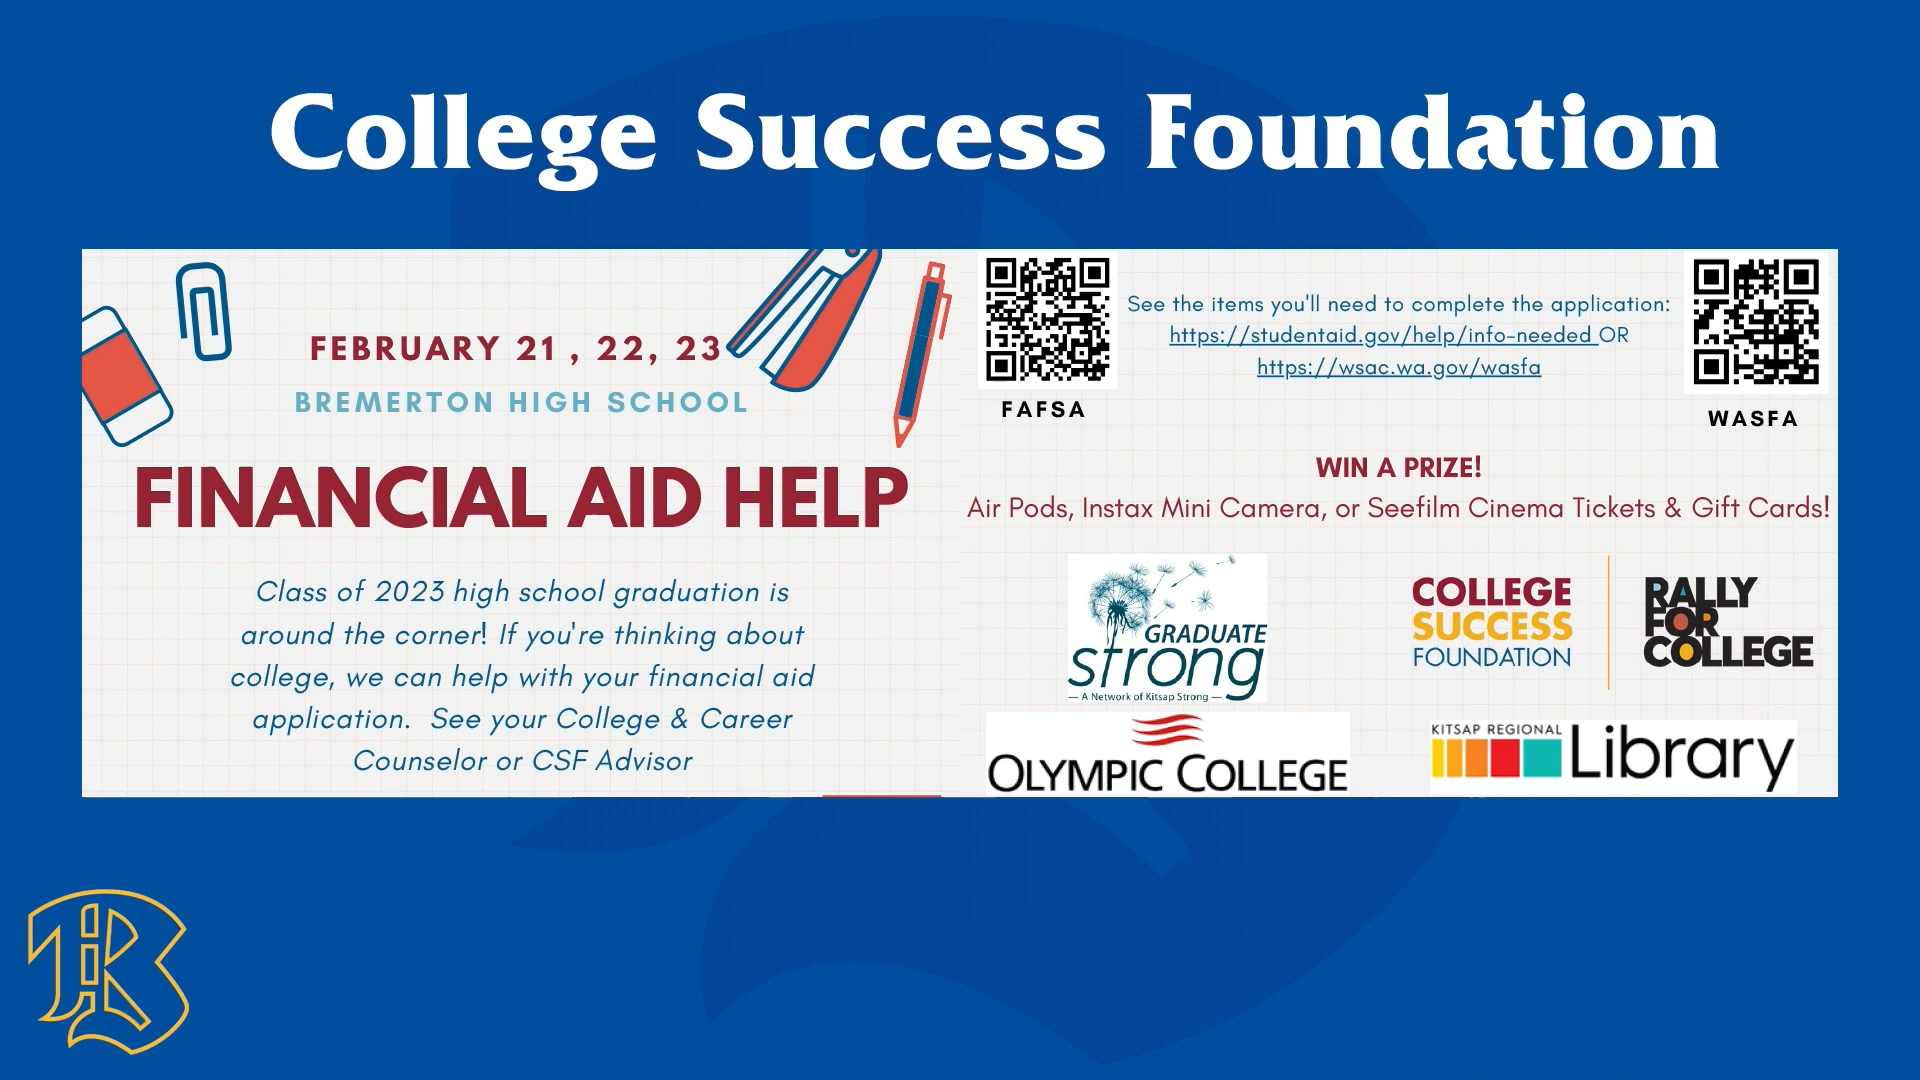 College Success Foundation
FEBRUARY 21 , 22, 23
BREMERTON HIGH SCHOOL
FINANCIAL AID HELP
Class of 2023 high school graduation is
around the corner! If you're thinking about
college, we can help with your financial aid
application. See your College & Career
Counselor or CSF Advisor
See the items you'll need to complete the application:
https://studentaid.gov/help/info-needed OR
https://wsac.wa.gov/wasfa
FAFSA
WASFA
WIN A PRIZE!
Air Pods, Instax Mini Camera, or Seefilm Cinema Tickets & Gift Cards!
GRADUATE
strong
— A Network of Kitsap Strong —
COLLEGE
SUCCESS
FOUNDATION
RALLY
FOR
COLLEGE
OLYMPIC COLLEGE
KITSAP REGIONAL
Library
B